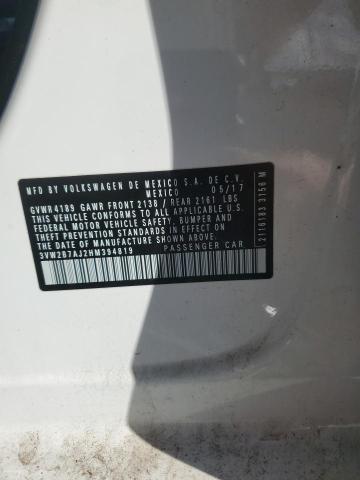 MFD BY VOLKSWAGEN DE MEXICO S.A. DE C.V.
MEXICO 05/17
GVWR 4189 GAWR FRONT 2138 / REAR 2161 LBS
THIS VEHICLE CONFORMS TO ALL APPLICABLE
FEDERAL MOTOR VEHICLE SAFETY, BUMPER AND
THEFT PREVENTION STANDARDS IN EFFECT ON THE
DATE OF MANUFACTURE SHOWN ABOVE.
3VW2B7AJ2HM394819 PASSENGER CAR
2110183 3156 M